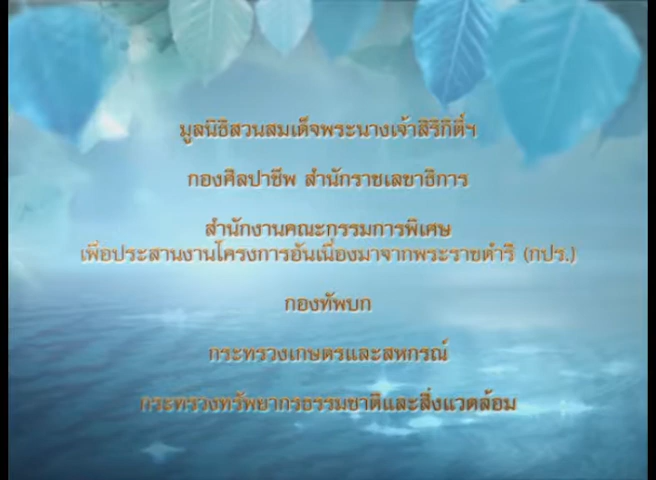 มูลนิธิสวนสมเด็จพระนางเจ้าสิริกิติ์ฯ
กองศิลปาชีพ สำนักราชเลขาธิการ
สำนักงานคณะกรรมการพิเศษ
เพื่อประสานงานโครงการอันเนื่องมาจากพระราชดำริ (กปร.)
กองทัพบก
กระทรวงเกษตรและสหกรณ์
กระทรวงทรัพยากรธรรมชาติและสิ่งแวดล้อม